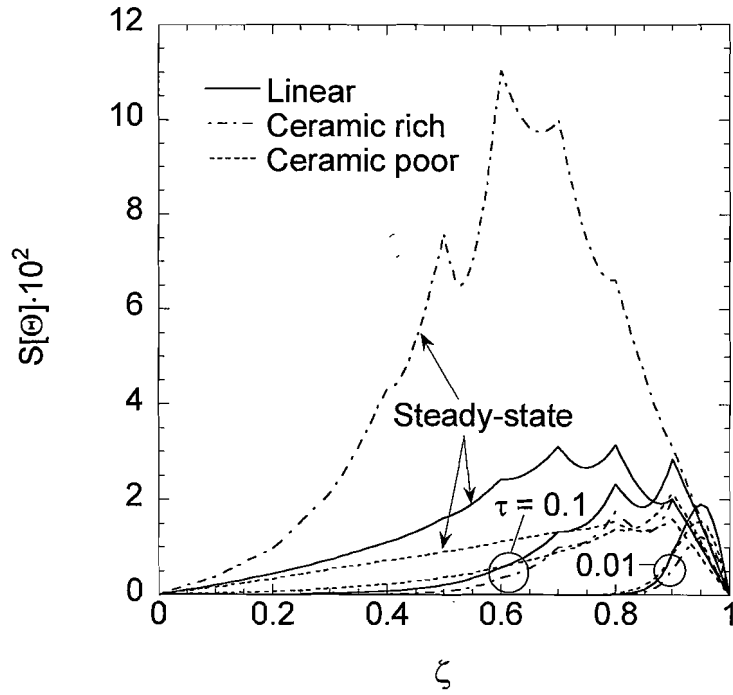 12
10
8
6
4
2
0
S[Θ]·10²
Linear
Ceramic rich
Ceramic poor
Steady-state
τ = 0.1
0.01
0 0.2 0.4 0.6 0.8 1
ζ